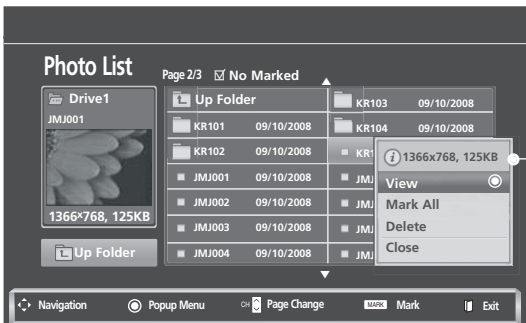 Photo List
Page 2/3 ☑ No Marked
Drive1
JMJ001
1366x768, 125KB
Up Folder
Up Folder
KR101 09/10/2008
KR102 09/10/2008
JMJ001 09/10/2008
JMJ002 09/10/2008
JMJ003 09/10/2008
JMJ004 09/10/2008
KR103 09/10/2008
KR104 09/10/2008
1366x768, 125KB
View
Mark All
Delete
Close
Navigation
Popup Menu
CH Page Change
MARK Mark
Exit